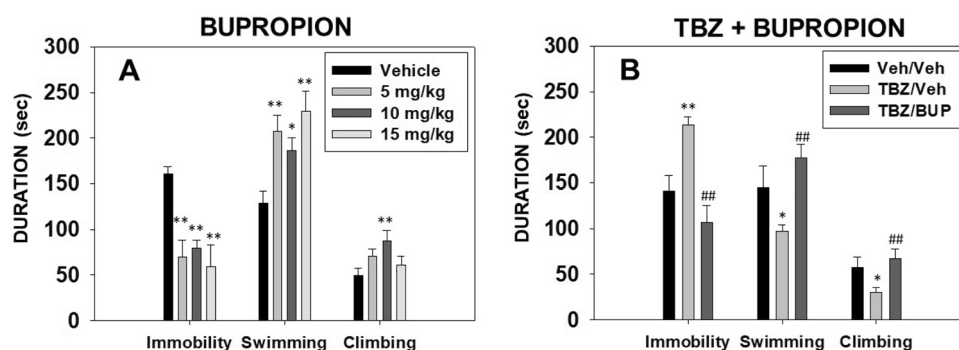 BUPROPION
A
DURATION (sec)
300
250
200
150
100
50
0
Vehicle
5 mg/kg
10 mg/kg
15 mg/kg
**
**
**
**
*
**
**
Immobility Swimming Climbing
TBZ + BUPROPION
B
DURATION (sec)
300
250
200
150
100
50
0
Veh/Veh
TBZ/Veh
TBZ/BUP
**
##
*
##
*
##
Immobility Swimming Climbing